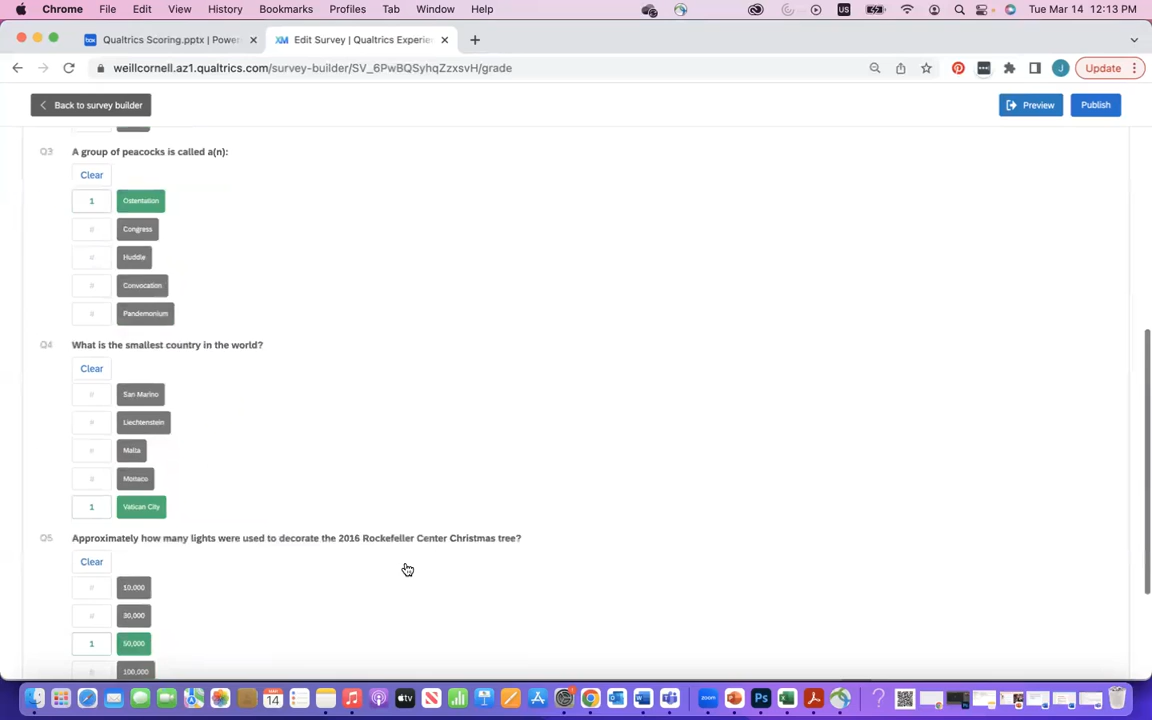 Chrome File Edit View History Bookmarks Profiles Tab Window Help US Tue Mar 14 12:13 PM
box Qualtrics Scoring.pptx | Power XM Edit Survey | Qualtrics Experie
weillcornell.az1.qualtrics.com/survey-builder/SV_6PwBQSyhqZzxsvH/grade J Update
Back to survey builder Preview Publish
Q3 A group of peacocks is called a(n):
Clear
1 Ostentation
# Congress
# Huddle
# Convocation
# Pandemonium
Q4 What is the smallest country in the world?
Clear
# San Marino
# Liechtenstein
# Malta
# Monaco
1 Vatican City
Q5 Approximately how many lights were used to decorate the 2016 Rockefeller Center Christmas tree?
Clear
# 10,000
# 30,000
1 50,000
# 100,000